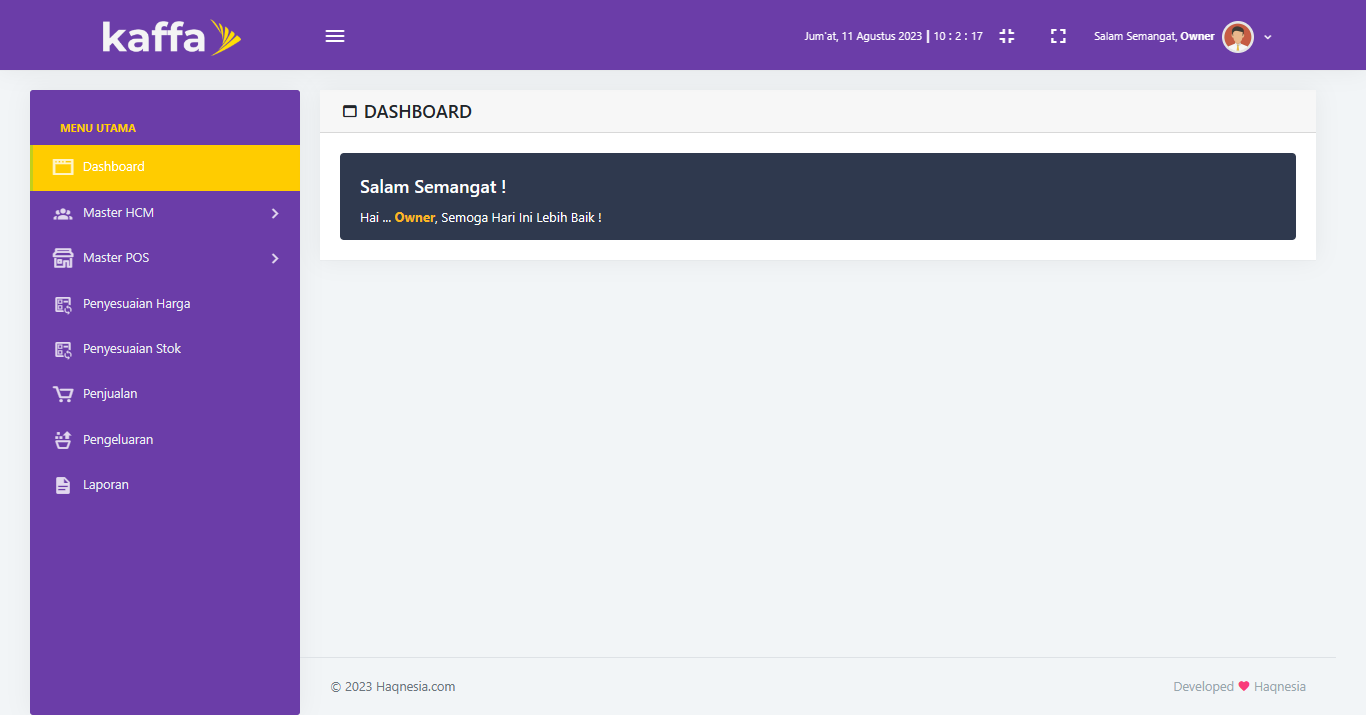 kaffa
Jum'at, 11 Agustus 2023 | 10 : 2 : 17
Salam Semangat, Owner
MENU UTAMA
Dashboard
Master HCM
Master POS
Penyesuaian Harga
Penyesuaian Stok
Penjualan
Pengeluaran
Laporan
DASHBOARD
Salam Semangat !
Hai ... Owner, Semoga Hari Ini Lebih Baik !
© 2023 Haqnesia.com
Developed ♥ Haqnesia